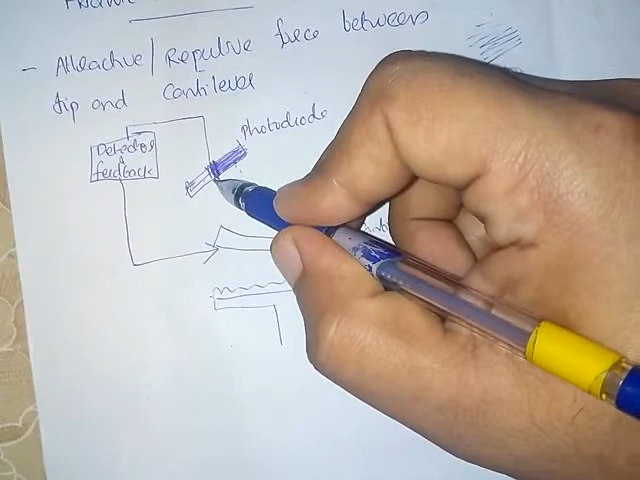 - Attractive / Repulsive force between
tip and Cantilever
Photodiode
Detector &
feedback